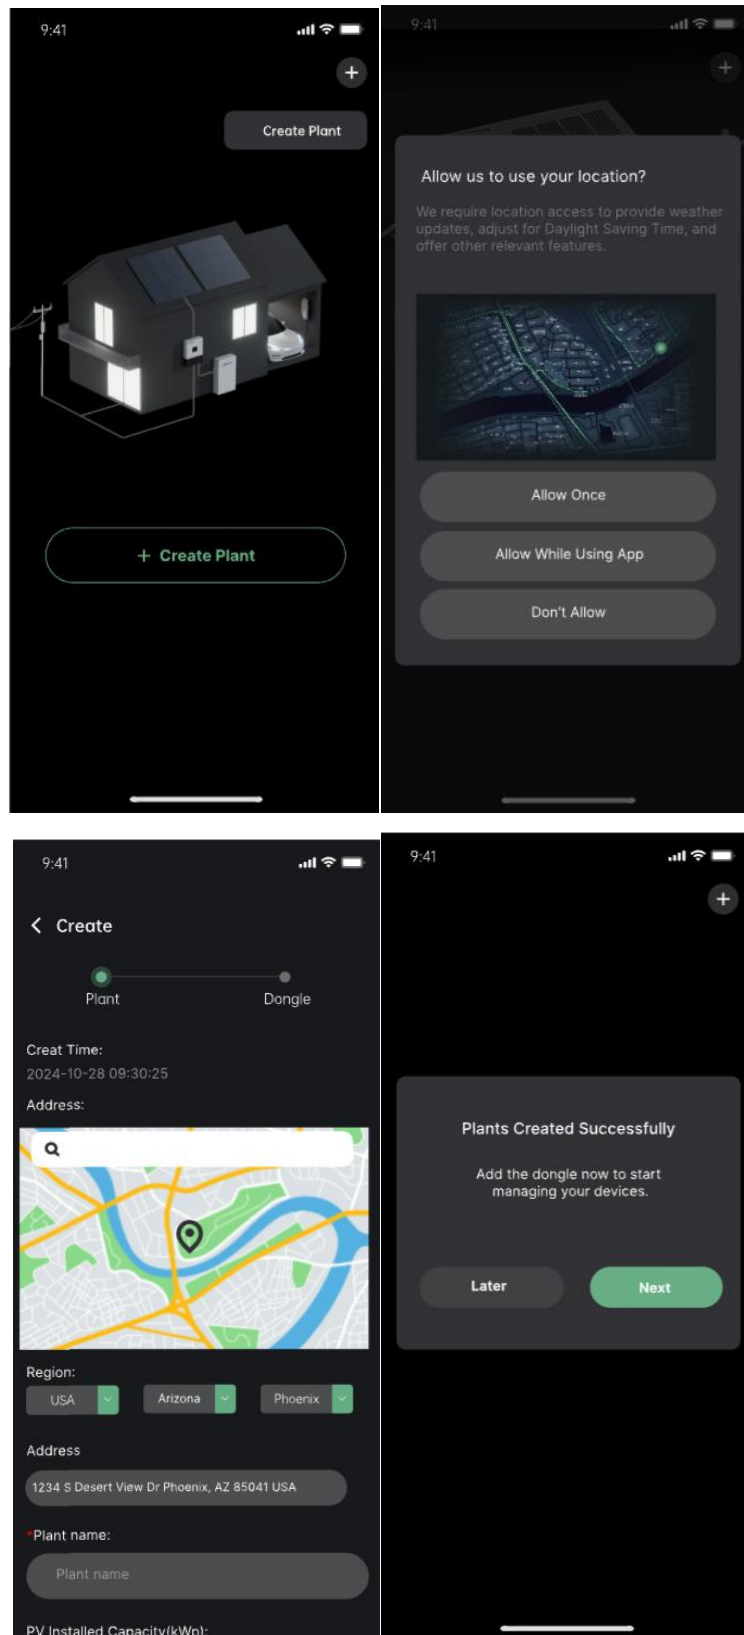 9:41
Create Plant
+ Create Plant
9:41
Allow us to use your location?
We require location access to provide weather
updates, adjust for Daylight Saving Time, and
offer other relevant features.
Allow Once
Allow While Using App
Don't Allow
9:41
Create
Plant
Dongle
Creat Time:
2024-10-28 09:30:25
Address:
Region:
USA
Arizona
Phoenix
Address
1234 S Desert View Dr Phoenix, AZ 85041 USA
*Plant name:
Plant name
PV Installed Capacity(kWp):
9:41
Plants Created Successfully
Add the dongle now to start
managing your devices.
Later
Next